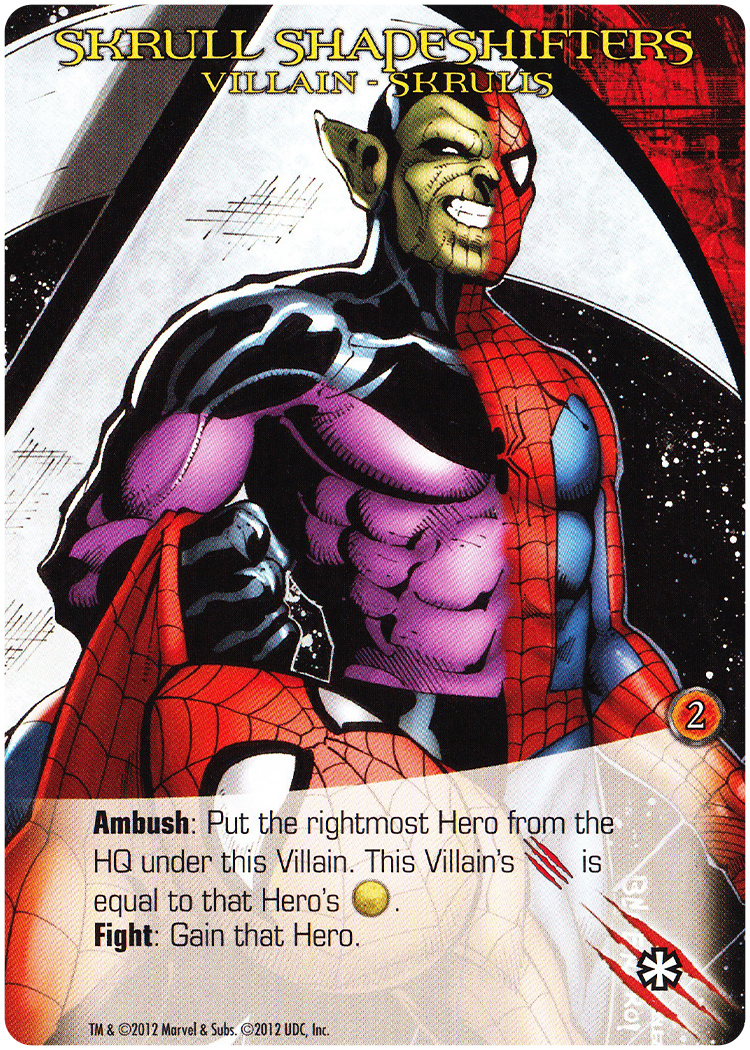 SKRULL SHAPESHIFTERS
VILLAIN - SKRULLS
2
Ambush: Put the rightmost Hero from the
HQ under this Villain. This Villain's is
equal to that Hero's .
Fight: Gain that Hero.
*
TM & ©2012 Marvel & Subs. ©2012 UDC, Inc.